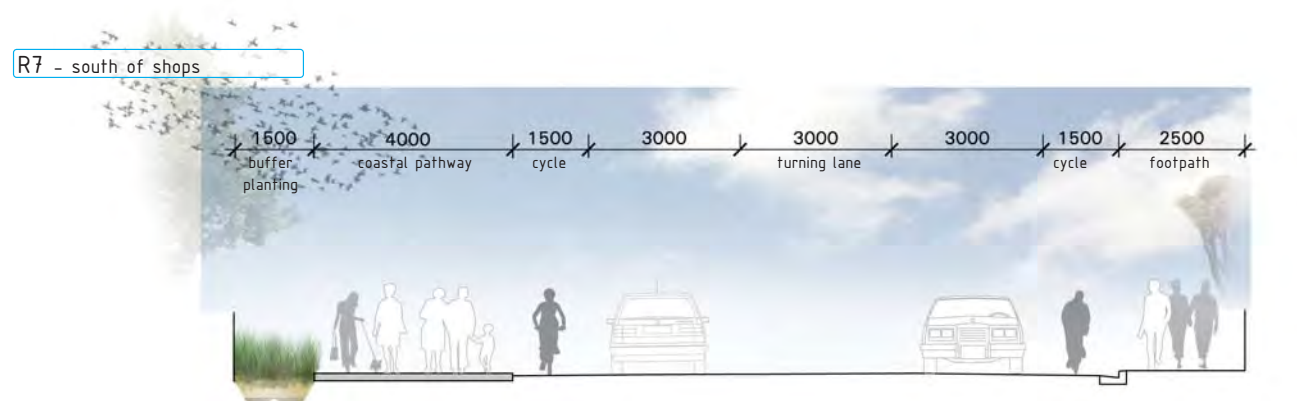 R7 - south of shops
1500 4000 1500 3000 3000 3000 1500 2500
buffer coastal pathway cycle turning lane cycle footpath
planting